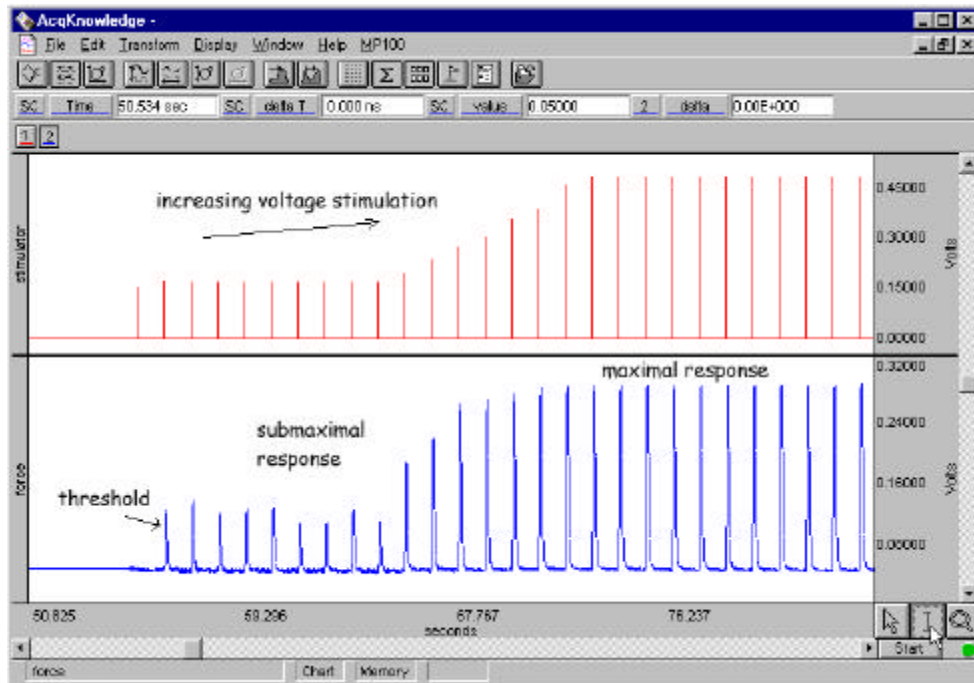 AcqKnowledge -
File Edit Transform Display Window Help MP100
SC Time 50.534 sec SC delta T 0.000 ns SC value 0.05000 2 delta 0.00E+000
1 2
increasing voltage stimulation
stimulator
0.45000
0.30000
0.15000
0.00000
Volts
maximal response
submaximal
response
threshold
force
0.32000
0.24000
0.16000
0.08000
Volts
50.825 59.296 67.767 76.237
seconds
Start
force Chart Memory